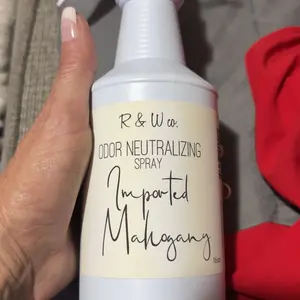 R & W co.
ODOR NEUTRALIZING
SPRAY
Imported
Mahogany